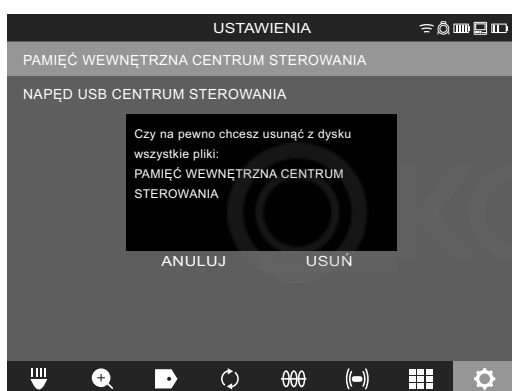 USTAWIENIA
PAMIĘĆ WEWNĘTRZNA CENTRUM STEROWANIA
NAPĘD USB CENTRUM STEROWANIA
Czy na pewno chcesz usunąć z dysku
wszystkie pliki:
PAMIĘĆ WEWNĘTRZNA CENTRUM
STEROWANIA
ANULUJ USUŃ